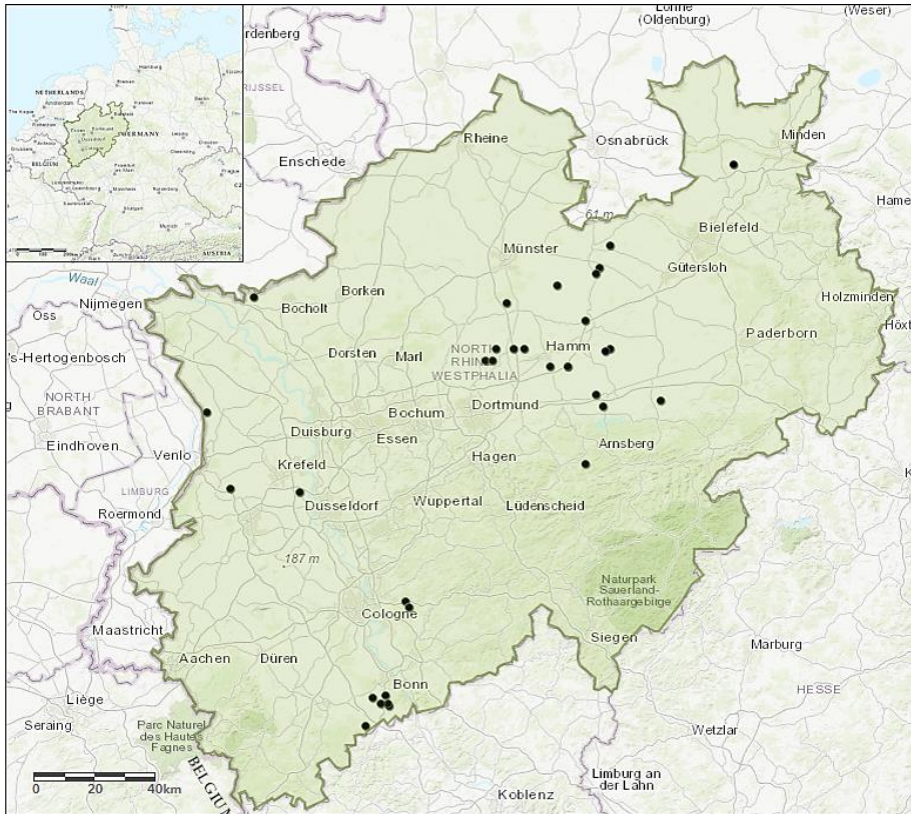 Lohne
(Oldenburg)
(Weser)
rdenberg
NETHERLANDS
Amsterdam
GERMANY
BELGIUM
AUSTRIA
RIJSSEL
Rheine
Osnabrück
Minden
Enschede
Hame
61 m
Bielefeld
Münster
Gütersloh
Waal
Nijmegen
Borken
Bocholt
Holzminden
Oss
Höxt
's-Hertogenbosch
Paderborn
Dorsten
Marl
NORTH
RHINE
WESTPHALIA
Hamm
NORTH
BRABANT
Bochum
Dortmund
Duisburg
Essen
Eindhoven
Venlo
Arnsberg
Krefeld
Hagen
LIMBURG
Roermond
Dusseldorf
Wuppertal
Lüdenscheid
187 m
Naturpark
Sauerland-
Rothaargebirge
Cologne
Maastricht
Siegen
Marburg
Aachen
Düren
Bonn
Liège
HESSE
Seraing
Parc Naturel
des Hautes
Fagnes
Wetzlar
BELGIUM
Limburg an
der Lahn
0 20 40km
Koblenz